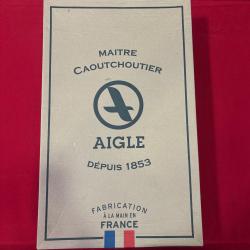 MAITRE
CAOUTCHOUTIER
AIGLE
DEPUIS 1853
FABRICATION
À LA MAIN EN
FRANCE